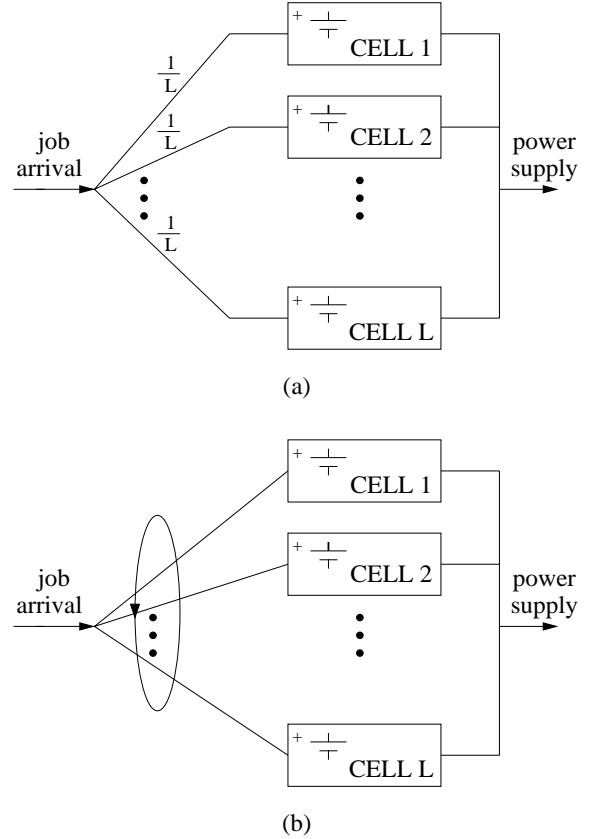 + CELL 1
1
L
1
L
+ CELL 2
job
arrival
power
supply
1
L
+ CELL L
(a)
+ CELL 1
+ CELL 2
job
arrival
power
supply
+ CELL L
(b)